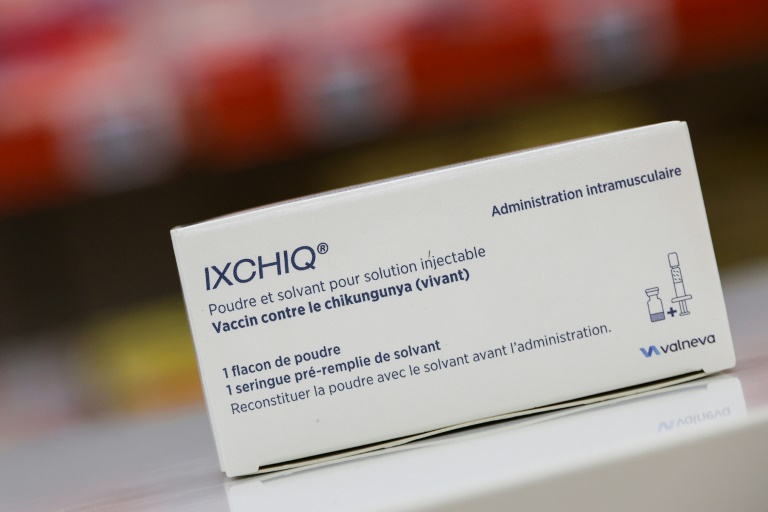 Administration intramusculaire
IXCHIQ®
Poudre et solvant pour solution injectable
Vaccin contre le chikungunya (vivant)
1 flacon de poudre
1 seringue pré-remplie de solvant
Reconstituer la poudre avec le solvant avant l'administration.
valneva